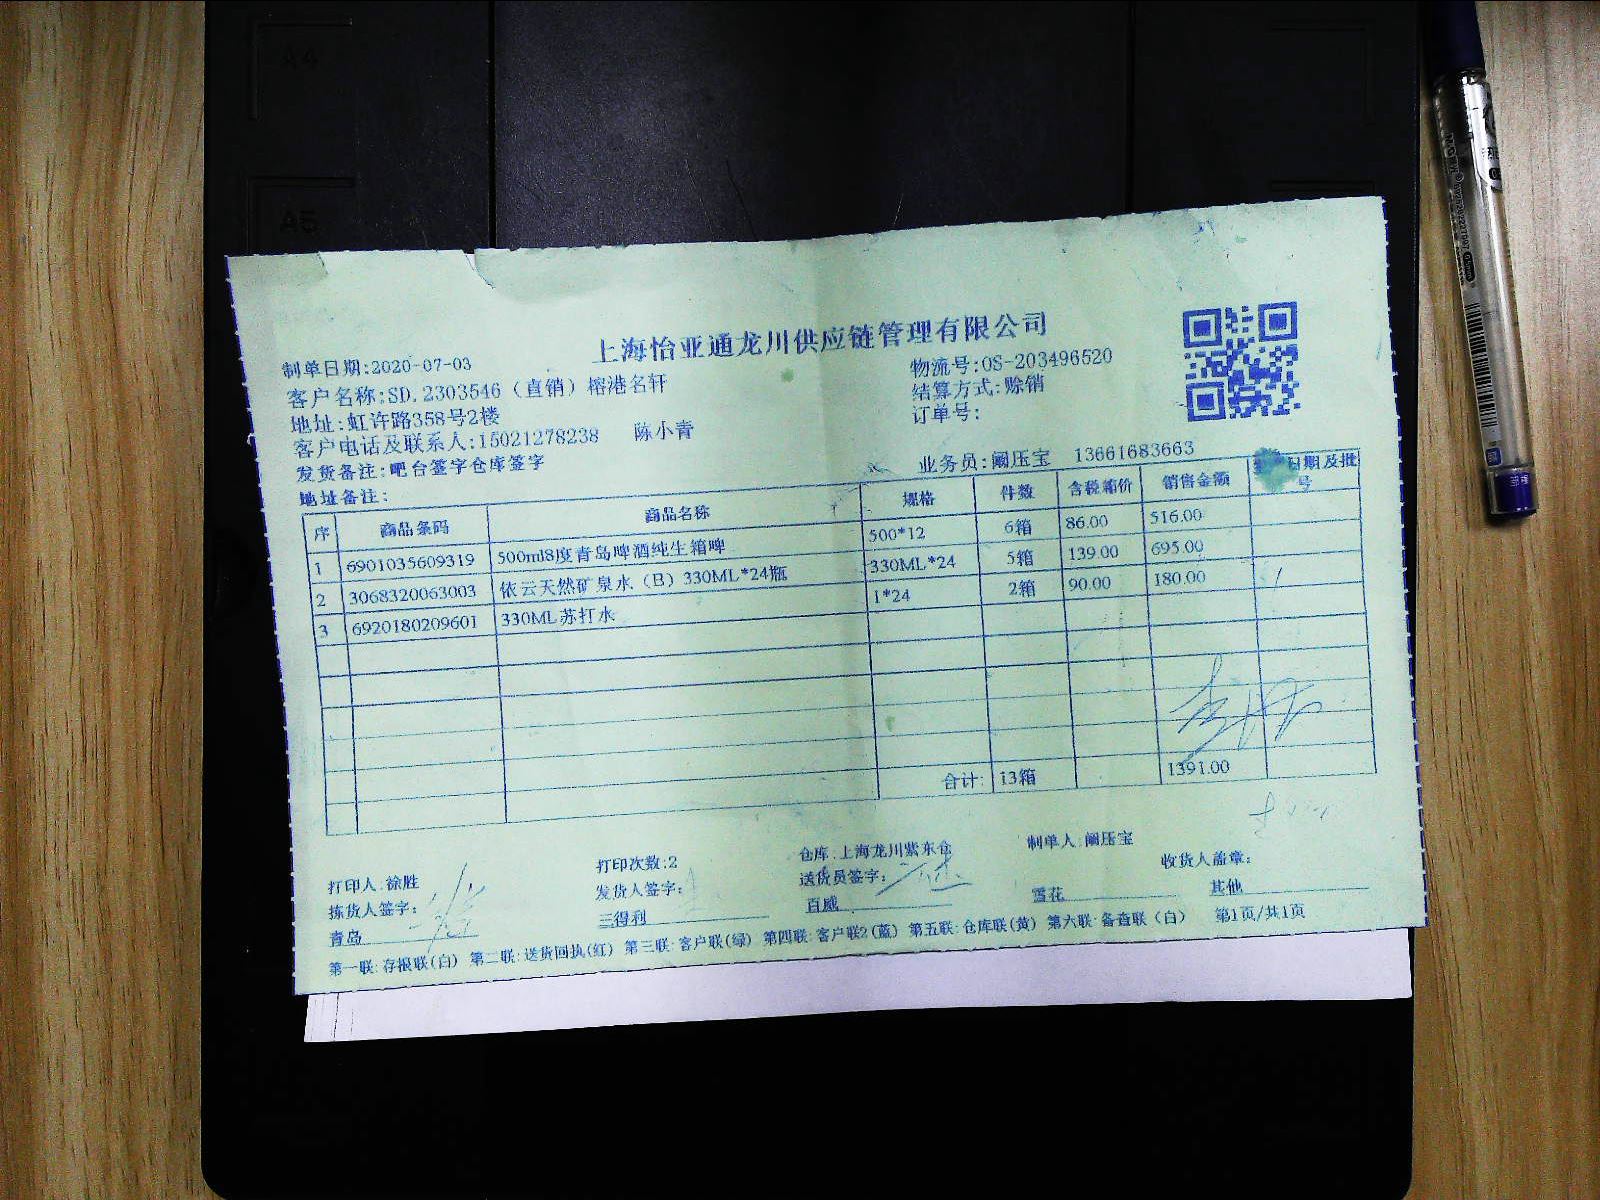 A4
A5
上海怡亚通龙川供应链管理有限公司
制单日期:2020-07-03
物流号:OS-203496520
客户名称:SD.2303546（直销）榕港名轩
结算方式:赊销
地址:虹许路358号2楼
订单号:
客户电话及联系人:15021278238 陈小青
发货备注:吧台签字仓库签字
业务员:阚压宝 13661683663
地址备注:
序 商品条码 商品名称 规格 件数 含税箱价 销售金额 日期及批号
1 6901035609319 500ml8度青岛啤酒纯生箱啤 500*12 6箱 86.00 516.00
2 3068320063003 依云天然矿泉水（B）330ML*24瓶 330ML*24 5箱 139.00 695.00
3 6920180209601 330ML苏打水 1*24 2箱 90.00 180.00
合计: 13箱 1391.00
打印人:徐胜 打印次数:2 仓库:上海龙川紫东仓 制单人:阚压宝
拣货人签字: 发货人签字: 送货员签字: 收货人盖章:
青岛 三得利 百威 雪花 其他
第一联:存根联(白) 第二联:送货回执(红) 第三联:客户联(绿) 第四联:客户联2(蓝) 第五联:仓库联(黄) 第六联:备查联（白） 第1页/共1页